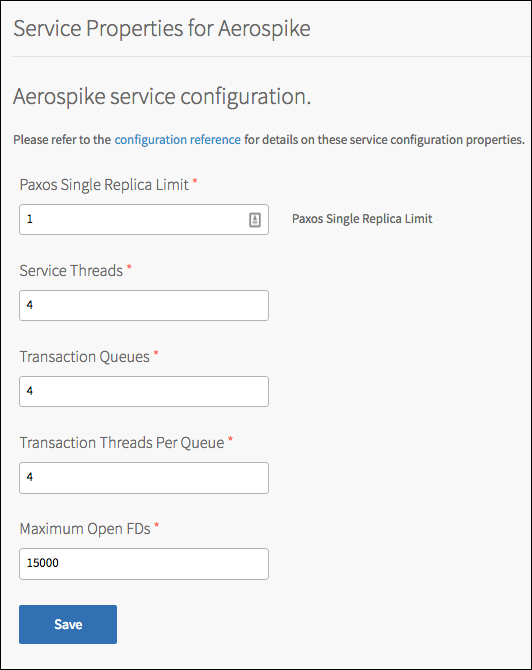 Service Properties for Aerospike
Aerospike service configuration.
Please refer to the configuration reference for details on these service configuration properties.
Paxos Single Replica Limit *
1
Paxos Single Replica Limit
Service Threads *
4
Transaction Queues *
4
Transaction Threads Per Queue *
4
Maximum Open FDs *
15000
Save